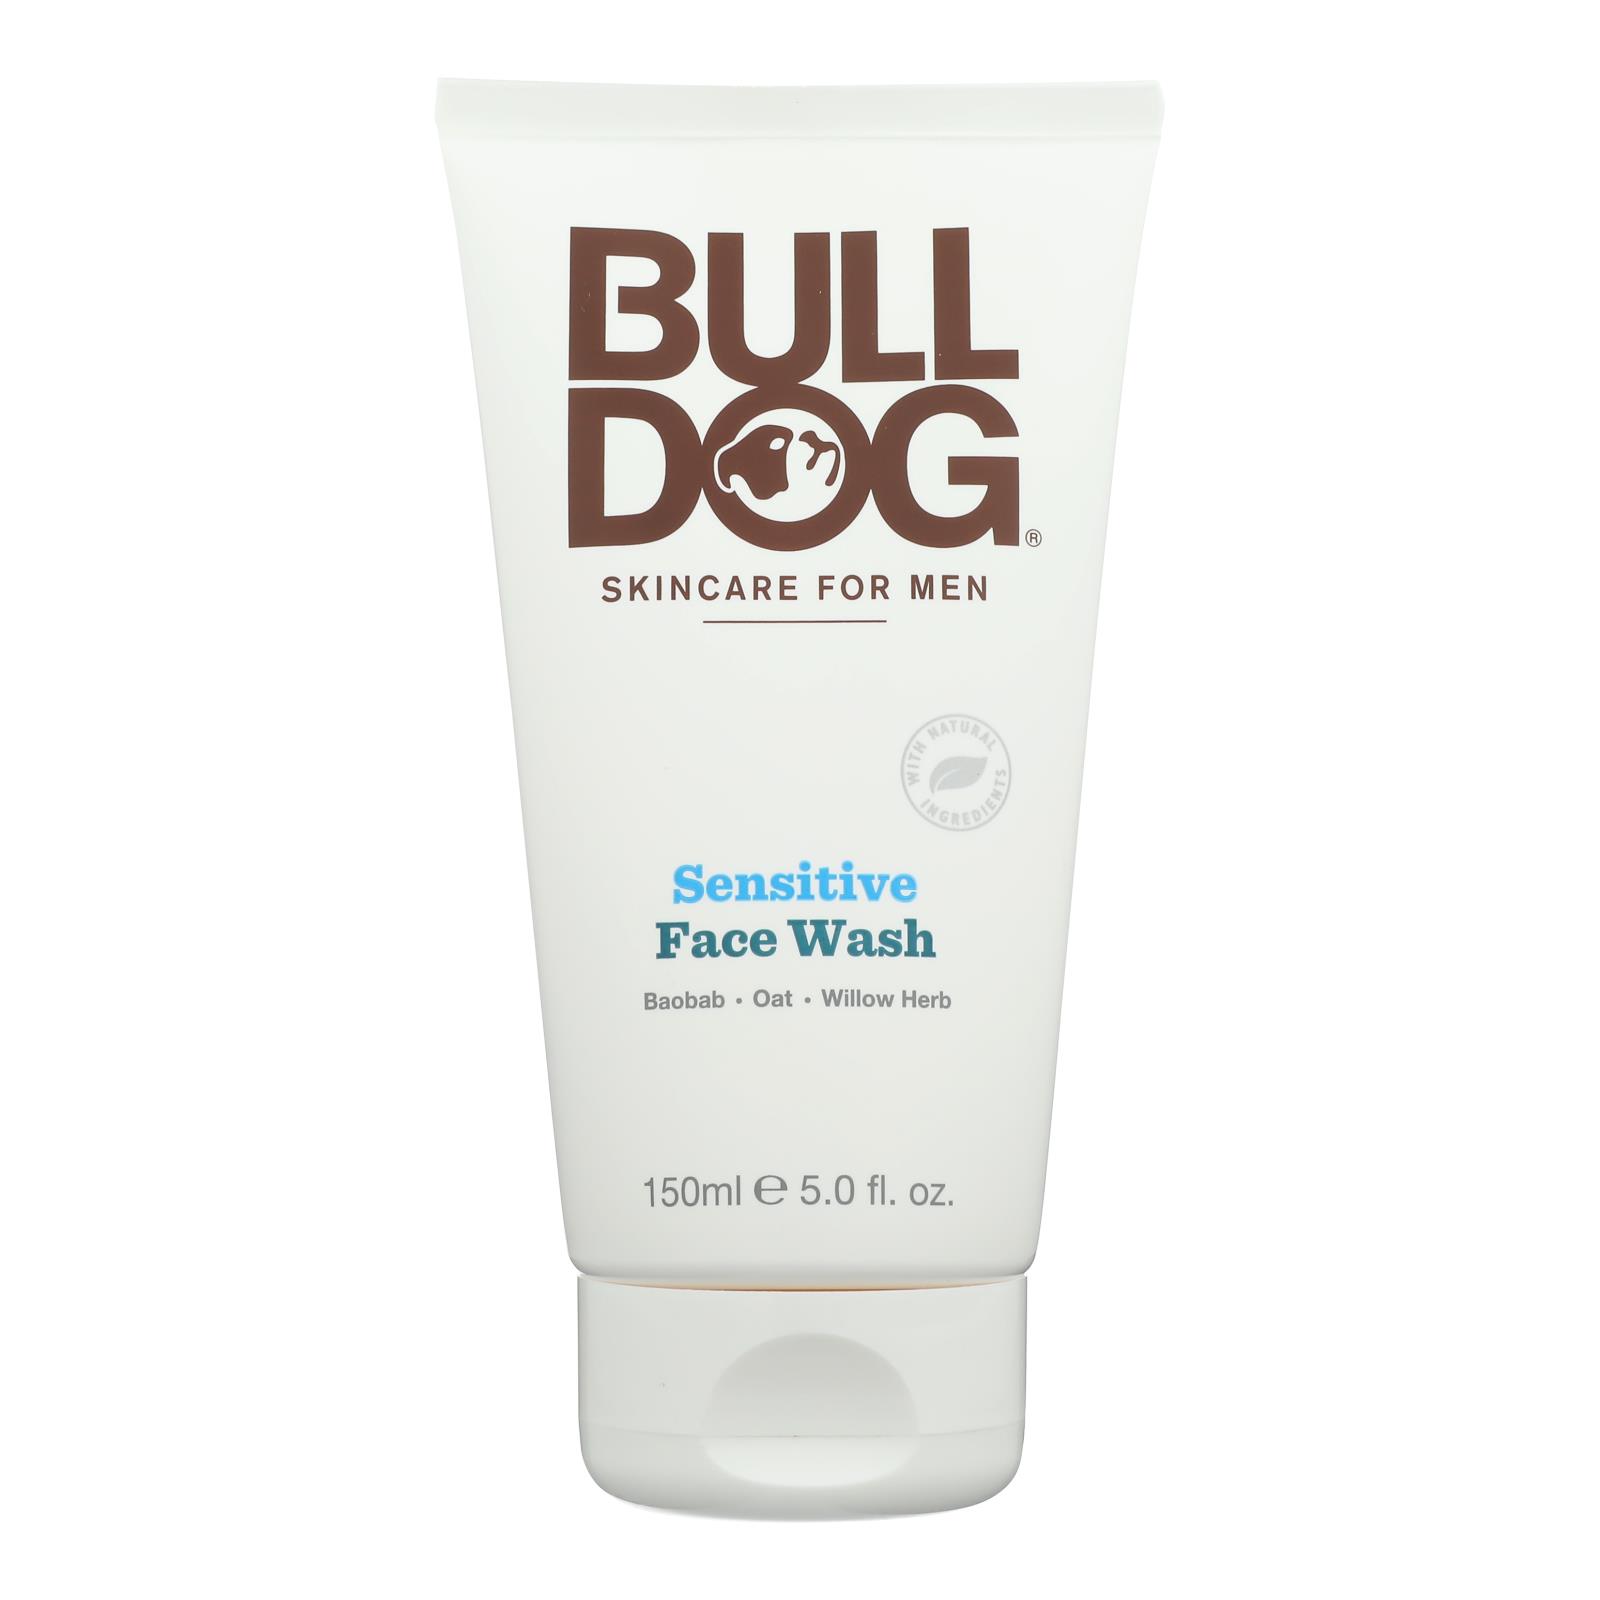 BULL
DOG®
SKINCARE FOR MEN
WITH NATURAL
INGREDIENTS
Sensitive
Face Wash
Baobab • Oat • Willow Herb
150ml ℮ 5.0 fl. oz.